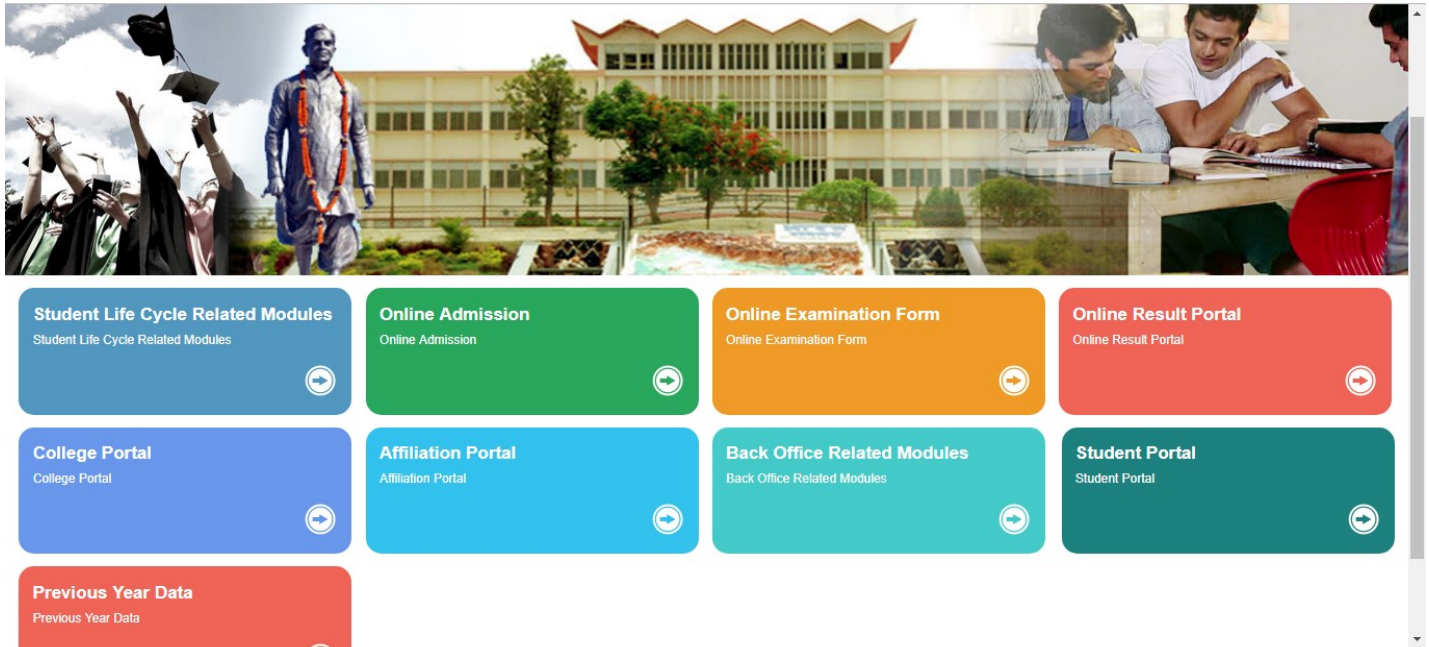 Student Life Cycle Related Modules
Student Life Cycle Related Modules
Online Admission
Online Admission
Online Examination Form
Online Examination Form
Online Result Portal
Online Result Portal
College Portal
College Portal
Affiliation Portal
Affiliation Portal
Back Office Related Modules
Back Office Related Modules
Student Portal
Student Portal
Previous Year Data
Previous Year Data